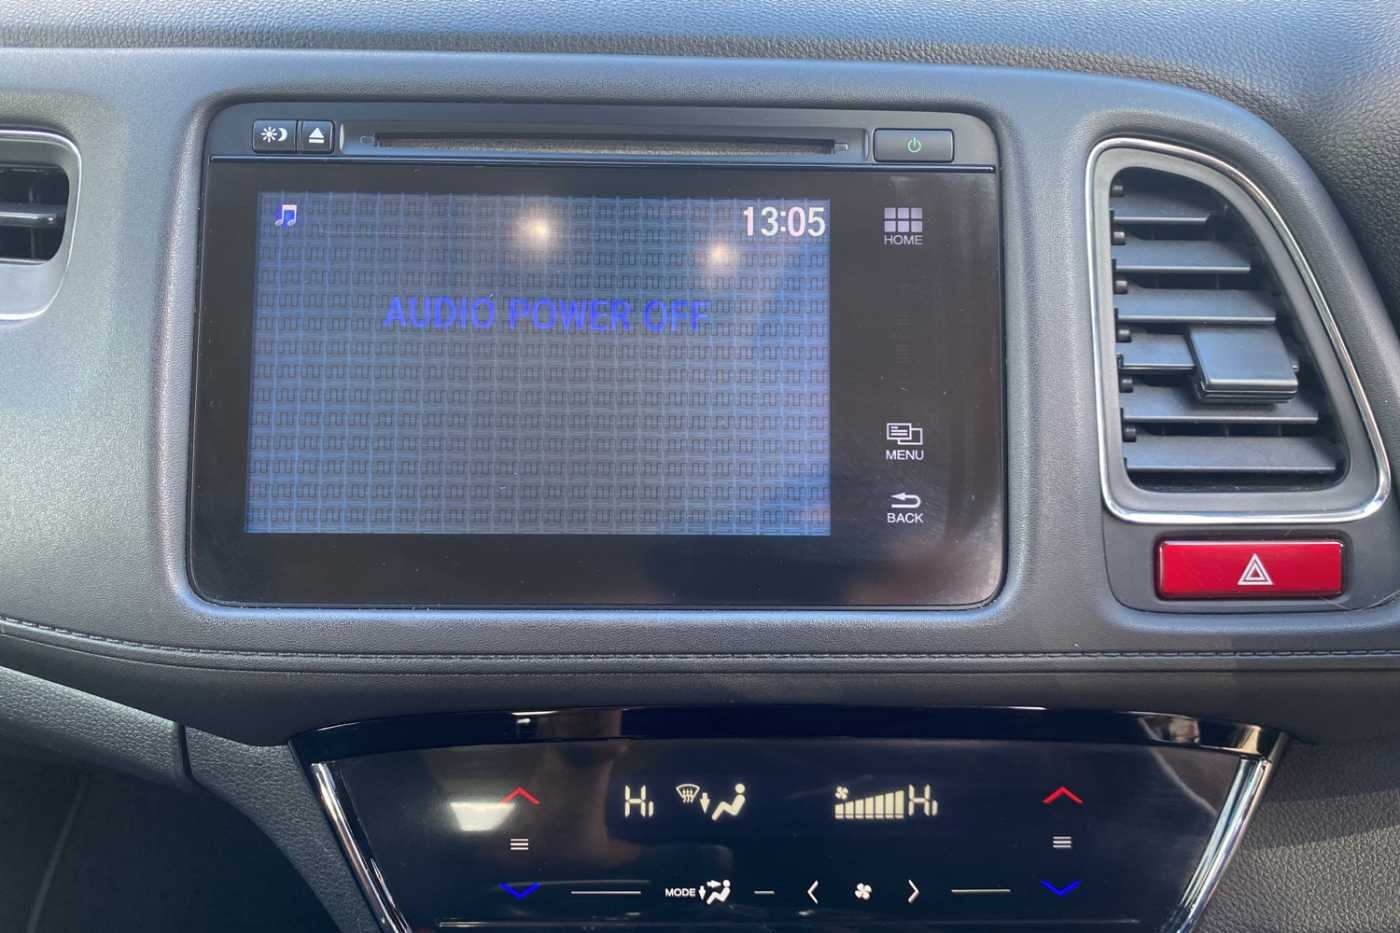 13:05
HOME
AUDIO POWER OFF
MENU
BACK
Hi
Hi
MODE